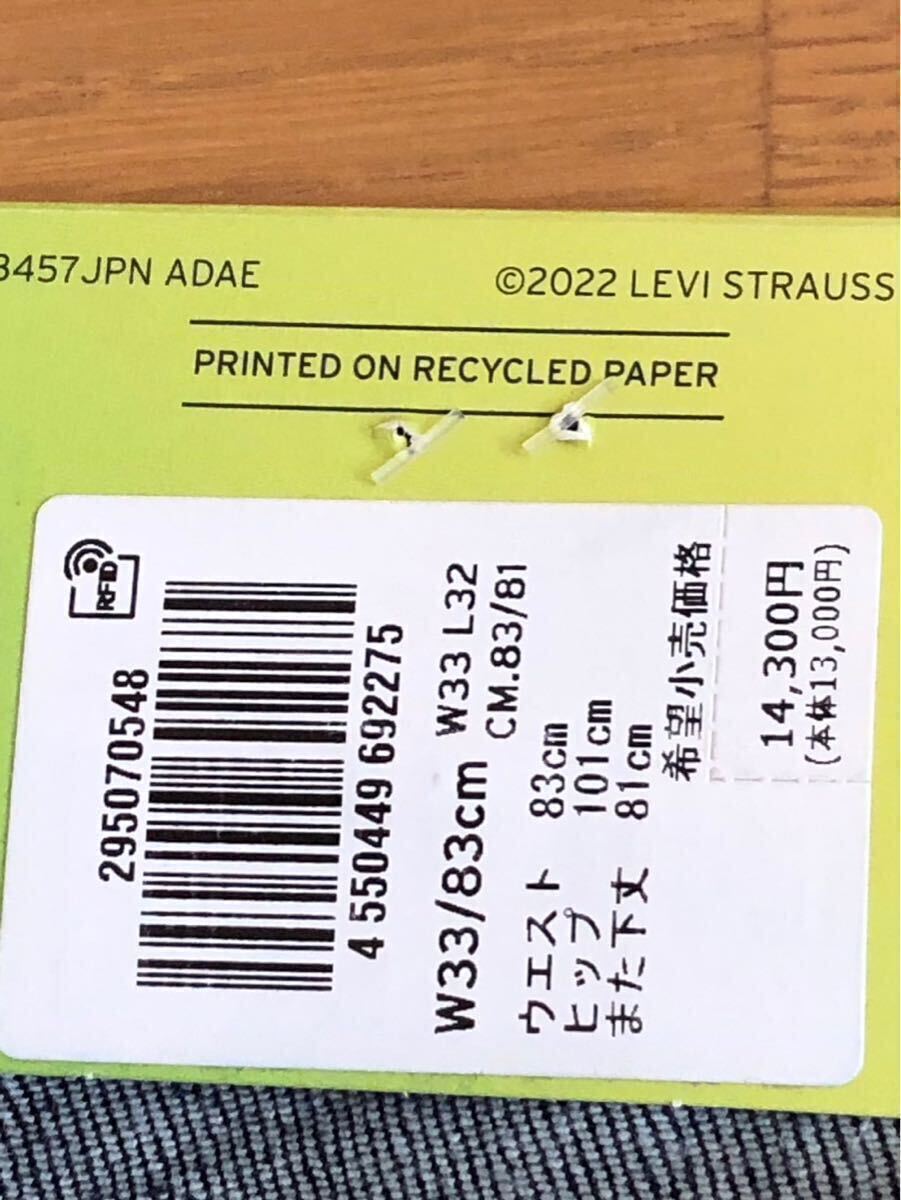 3457JPN ADAE
©2022 LEVI STRAUSS
PRINTED ON RECYCLED PAPER
RFID
295070548
4 550449 692275
W33/83cm
W33 L32
CM.83/81
ウエスト 83cm
ヒップ 101cm
また下丈 81cm
希望小売価格
14,300円
(本体13,000円)